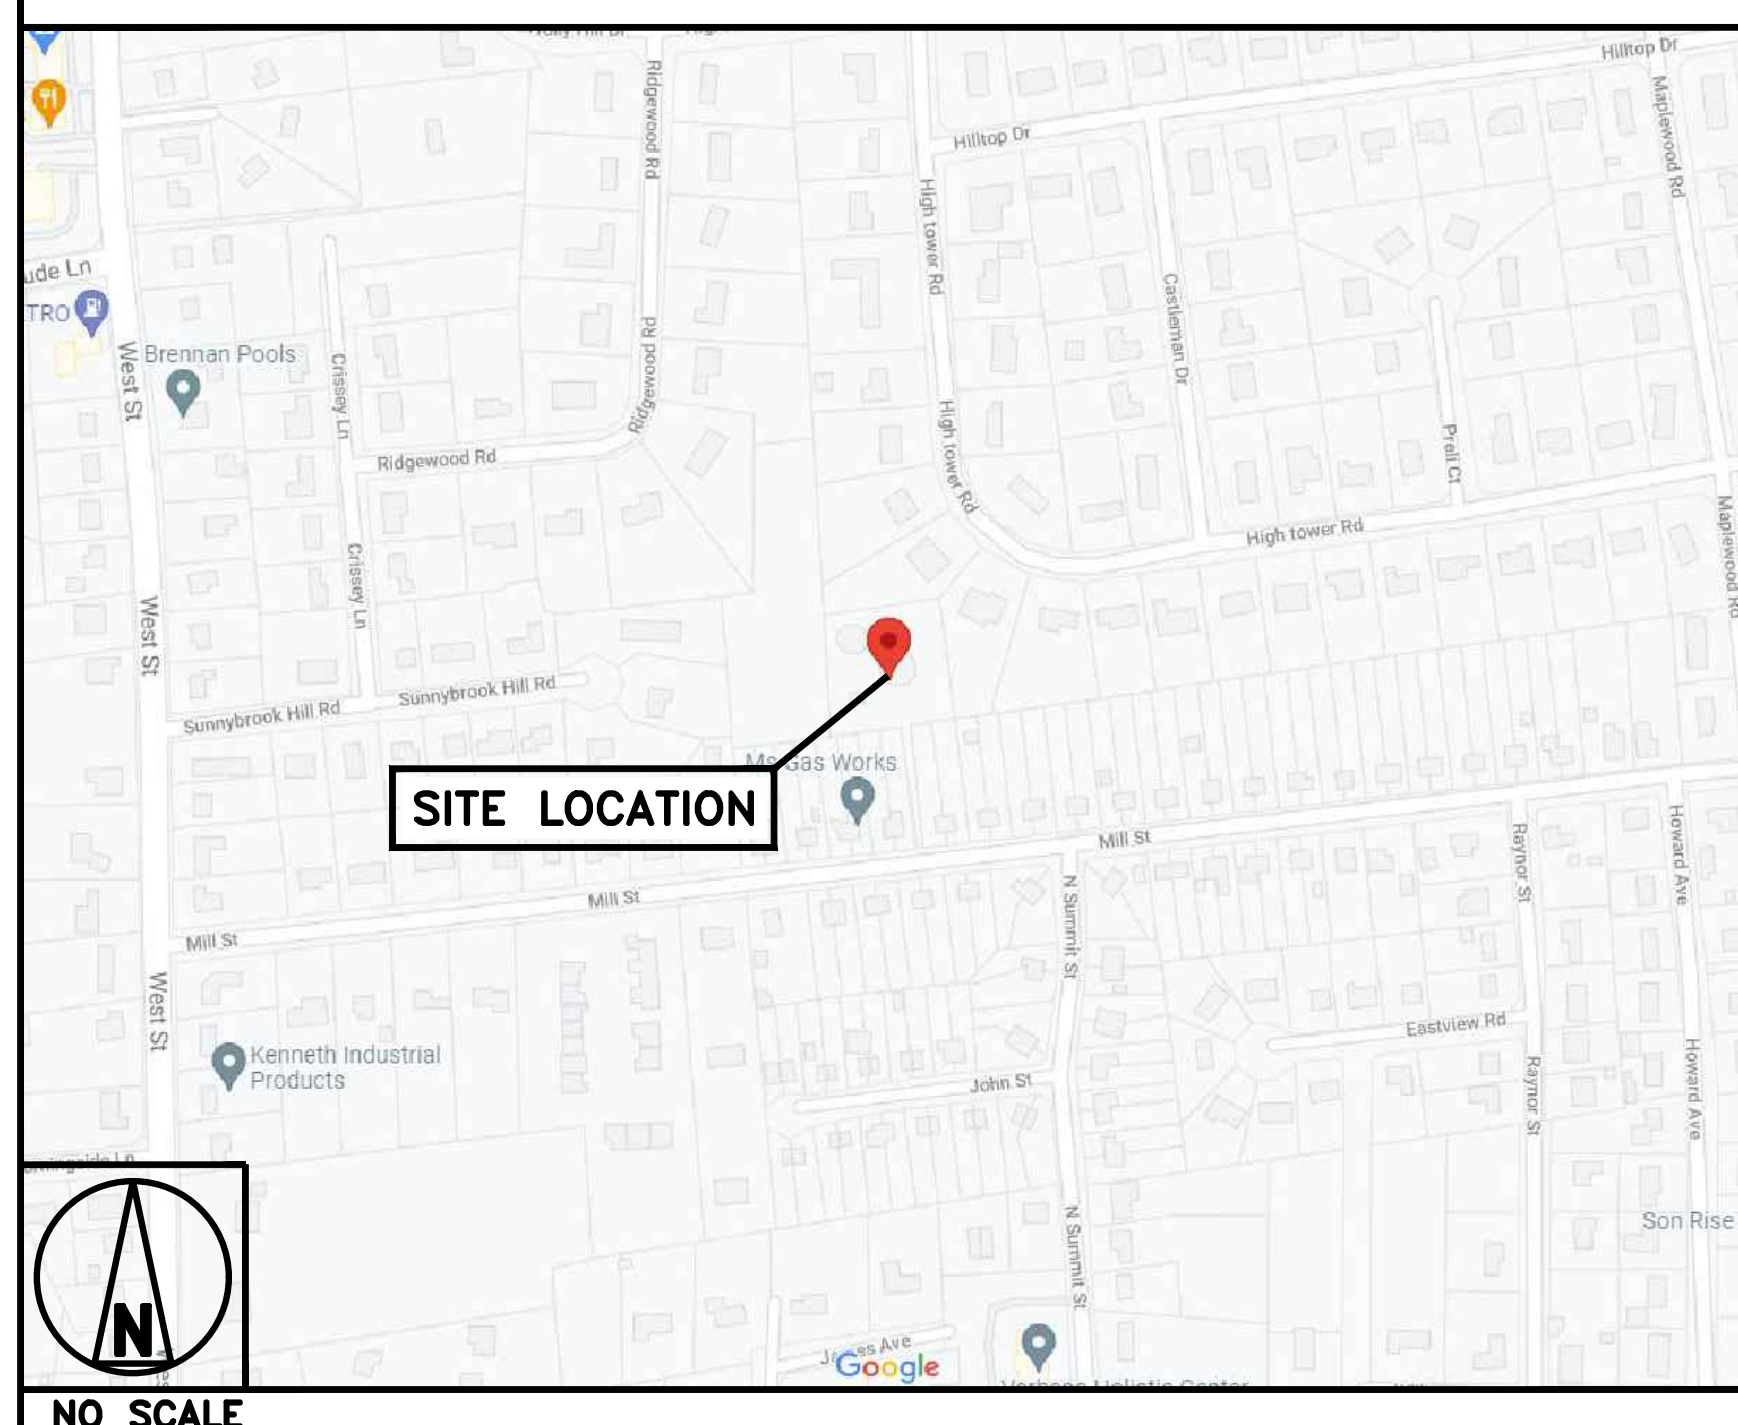 Hilltop Dr
Ridgewood Rd
Maplewood Rd
Hilltop Dr
High tower Rd
ude Ln
TRO
Castleman Dr
West St
Brennan Pools
Crissey Ln
Ridgewood Rd
High tower Rd
Prall Ct
Ridgewood Rd
High tower Rd
Maplewood Rd
Crissey Ln
West St
Sunnybrook Hill Rd
Sunnybrook Hill Rd
Gas Works
SITE LOCATION
Mill St
Howard Ave
Raynor St
N Summit St
Mill St
Mill St
West St
Eastview Rd
Kenneth Industrial
Products
John St
Raynor St
Howard Ave
Son Rise
N Summit St
N
Ave
Google
NO SCALE